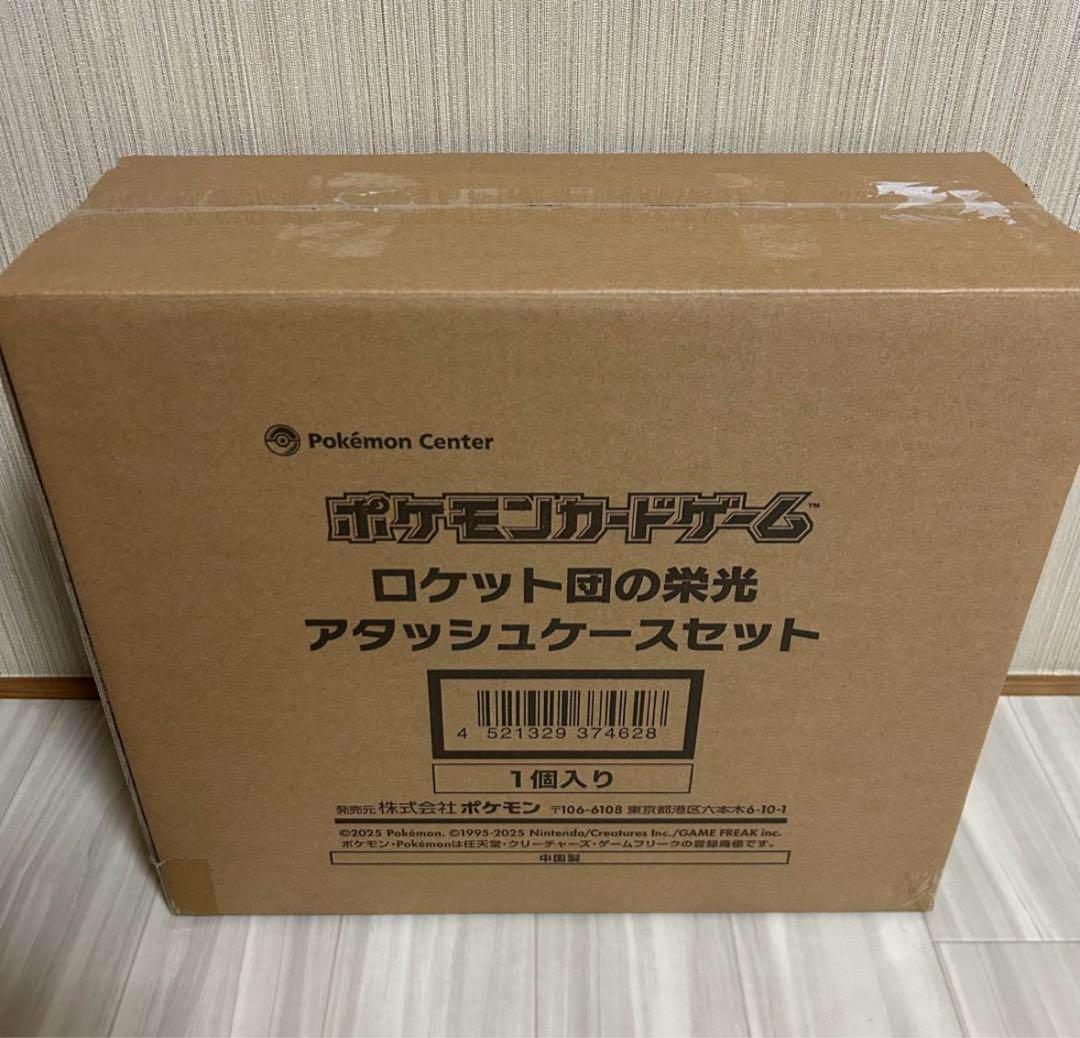 Pokémon Center
ポケモンカードゲーム™
ロケット団の栄光
アタッシュケースセット
4 521329 374628
1個入り
発売元 株式会社 ポケモン 〒106-6108 東京都港区六本木6-10-1
©2025 Pokémon. ©1995-2025 Nintendo/Creatures Inc./GAME FREAK inc.
ポケモン・Pokémonは任天堂・クリーチャーズ・ゲームフリークの登録商標です。
中国製